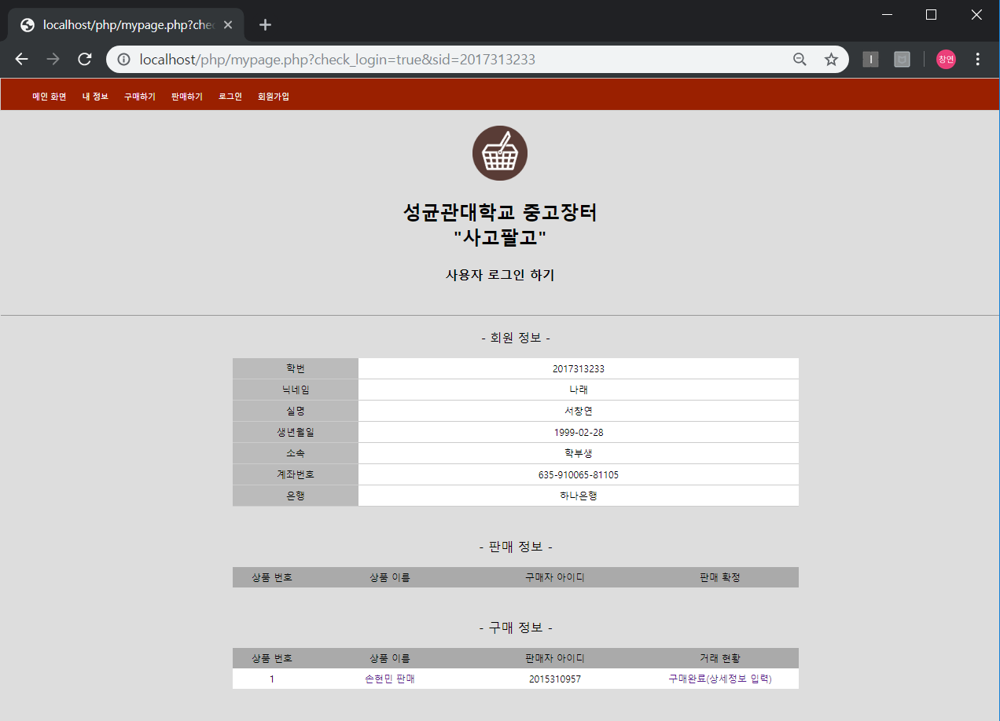 localhost/php/mypage.php?che
localhost/php/mypage.php?check_login=true&sid=2017313233
창연
메인 화면 내 정보 구매하기 판매하기 로그인 회원가입
성균관대학교 중고장터
"사고팔고"
사용자 로그인 하기
- 회원 정보 -
학번 2017313233
닉네임 나래
실명 서창연
생년월일 1999-02-28
소속 학부생
계좌번호 635-910065-81105
은행 하나은행
- 판매 정보 -
상품 번호 상품 이름 구매자 아이디 판매 확정
- 구매 정보 -
상품 번호 상품 이름 판매자 아이디 거래 현황
1 손현민 판매 2015310957 구매완료(상세정보 입력)